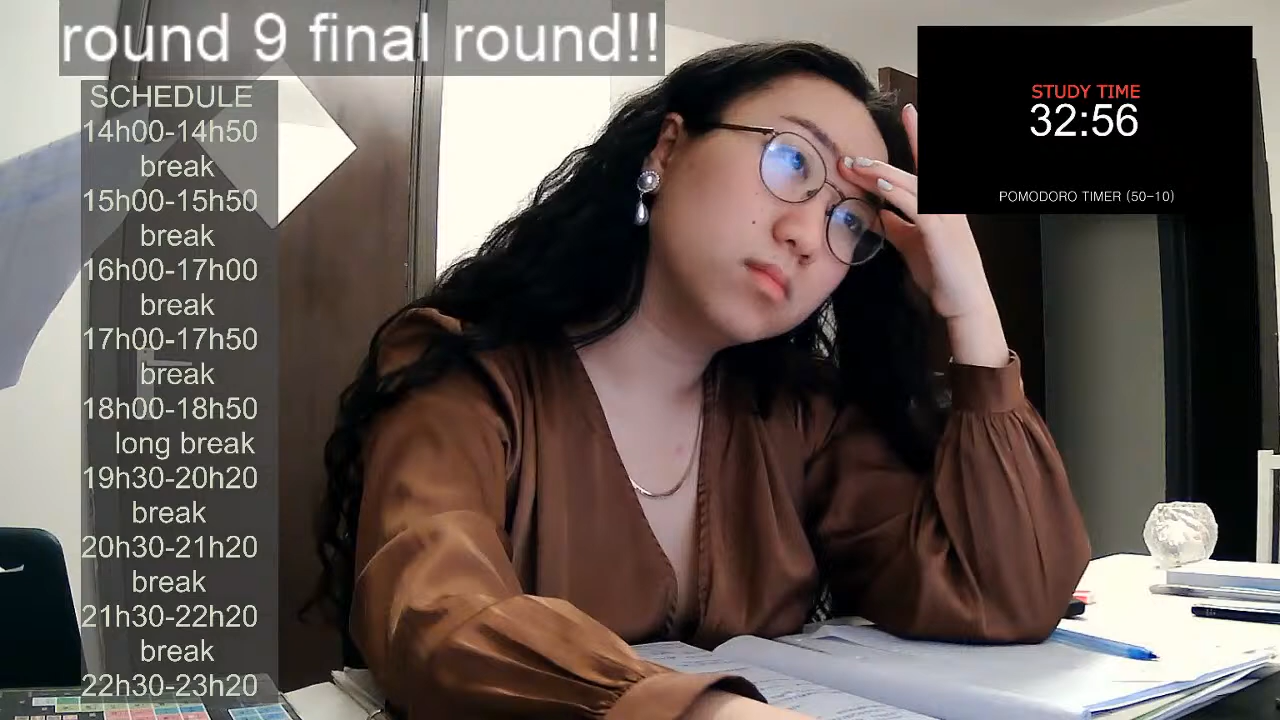 round 9 final round!!
SCHEDULE
14h00-14h50
break
15h00-15h50
break
16h00-17h00
break
17h00-17h50
break
18h00-18h50
long break
19h30-20h20
break
20h30-21h20
break
21h30-22h20
break
22h30-23h20
STUDY TIME
32:56
POMODORO TIMER (50-10)